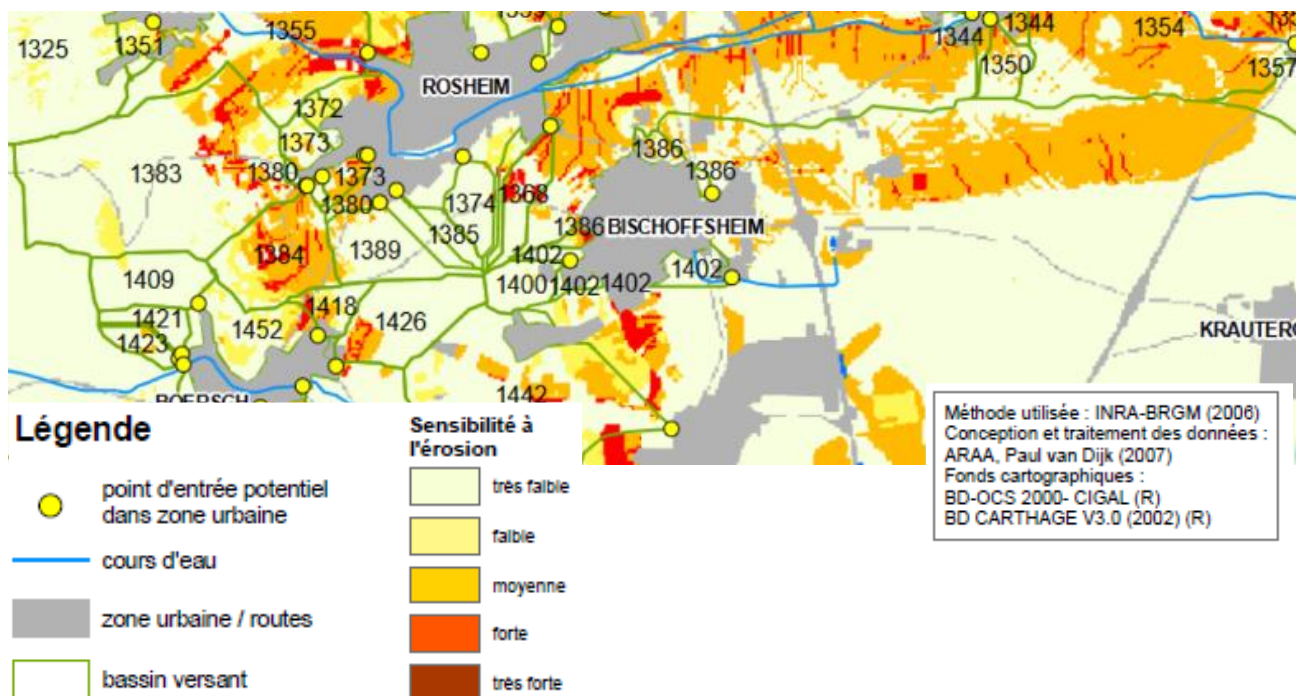 1325
1351
1355
1344
1344
1354
1350
1357
ROSHEIM
1372
1373
1386
1383
1380
1373
1386
1380
1374
1368
1386
BISCHOFFSHEIM
1384
1389
1385
1402
1402
1409
1400
1402
1402
1421
1418
1426
1423
1452
KRAUTERG
1442
BOERSCH
Légende
point d'entrée potentiel
dans zone urbaine
cours d'eau
zone urbaine / routes
bassin versant
Sensibilité à
l'érosion
très faible
faible
moyenne
forte
très forte
Méthode utilisée : INRA-BRGM (2006)
Conception et traitement des données :
ARAA, Paul van Dijk (2007)
Fonds cartographiques :
BD-OCS 2000- CIGAL (R)
BD CARTHAGE V3.0 (2002) (R)